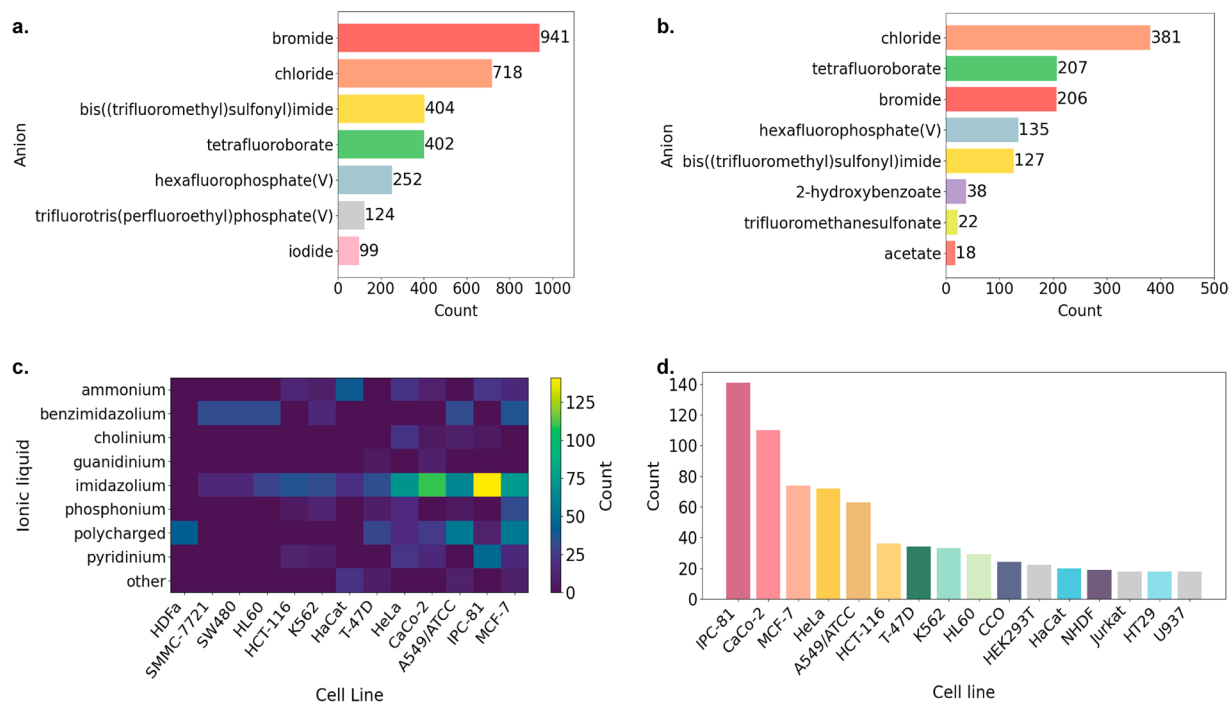 a.
bromide 941
chloride 718
bis((trifluoromethyl)sulfonyl)imide 404
tetrafluoroborate 402
hexafluorophosphate(V) 252
trifluorotris(perfluoroethyl)phosphate(V) 124
iodide 99
Anion
0 200 400 600 800 1000
Count
b.
chloride 381
tetrafluoroborate 207
bromide 206
hexafluorophosphate(V) 135
bis((trifluoromethyl)sulfonyl)imide 127
2-hydroxybenzoate 38
trifluoromethanesulfonate 22
acetate 18
Anion
0 100 200 300 400 500
Count
c.
ammonium
benzimidazolium
cholinium
guanidinium
imidazolium
phosphonium
polycharged
pyridinium
other
Ionic liquid
HDFa
SMMC-7721
SW480
HL60
HCT-116
K562
HaCat
T-47D
HeLa
CaCo-2
A549/ATCC
IPC-81
MCF-7
Cell Line
125
100
75
50
25
0
Count
d.
140
120
100
80
60
40
20
0
Count
IPC-81
CaCo-2
MCF-7
HeLa
A549/ATCC
HCT-116
T-47D
K562
HL60
CCO
HEK293T
HaCat
NHDF
Jurkat
HT29
U937
Cell line